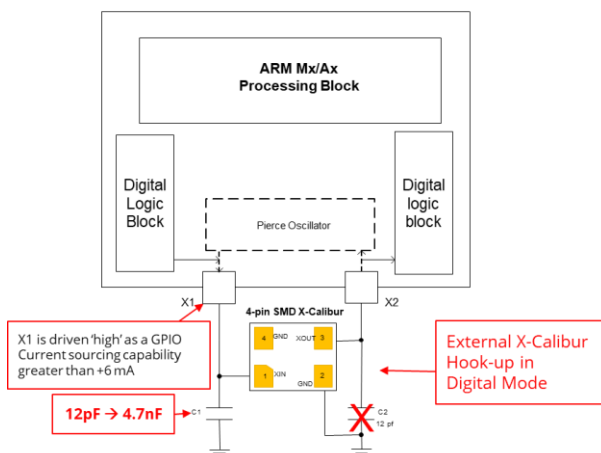 ARM Mx/Ax
Processing Block
Digital
Logic
Block
Digital
logic
block
Pierce Oscillator
X1
X2
4-pin SMD X-Calibur
4
GND
XOUT
3
1
XIN
GND
2
X1 is driven 'high' as a GPIO
Current sourcing capability
greater than +6 mA
External X-Calibur
Hook-up in
Digital Mode
12pF → 4.7nF
C1
C2
12 pf